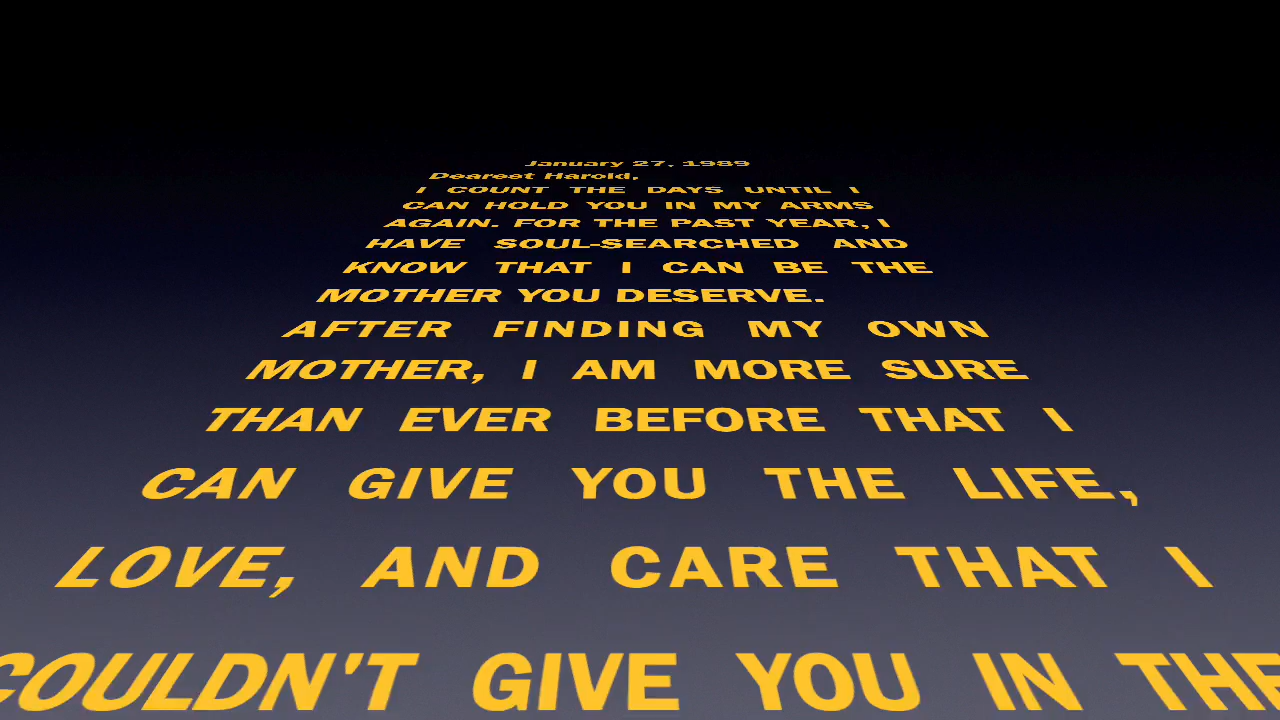 January 27, 1989
Dearest Harold,
I COUNT THE DAYS UNTIL I
CAN HOLD YOU IN MY ARMS
AGAIN. FOR THE PAST YEAR, I
HAVE SOUL-SEARCHED AND
KNOW THAT I CAN BE THE
MOTHER YOU DESERVE.
AFTER FINDING MY OWN
MOTHER, I AM MORE SURE
THAN EVER BEFORE THAT I
CAN GIVE YOU THE LIFE,
LOVE, AND CARE THAT I
COULDN'T GIVE YOU IN THE